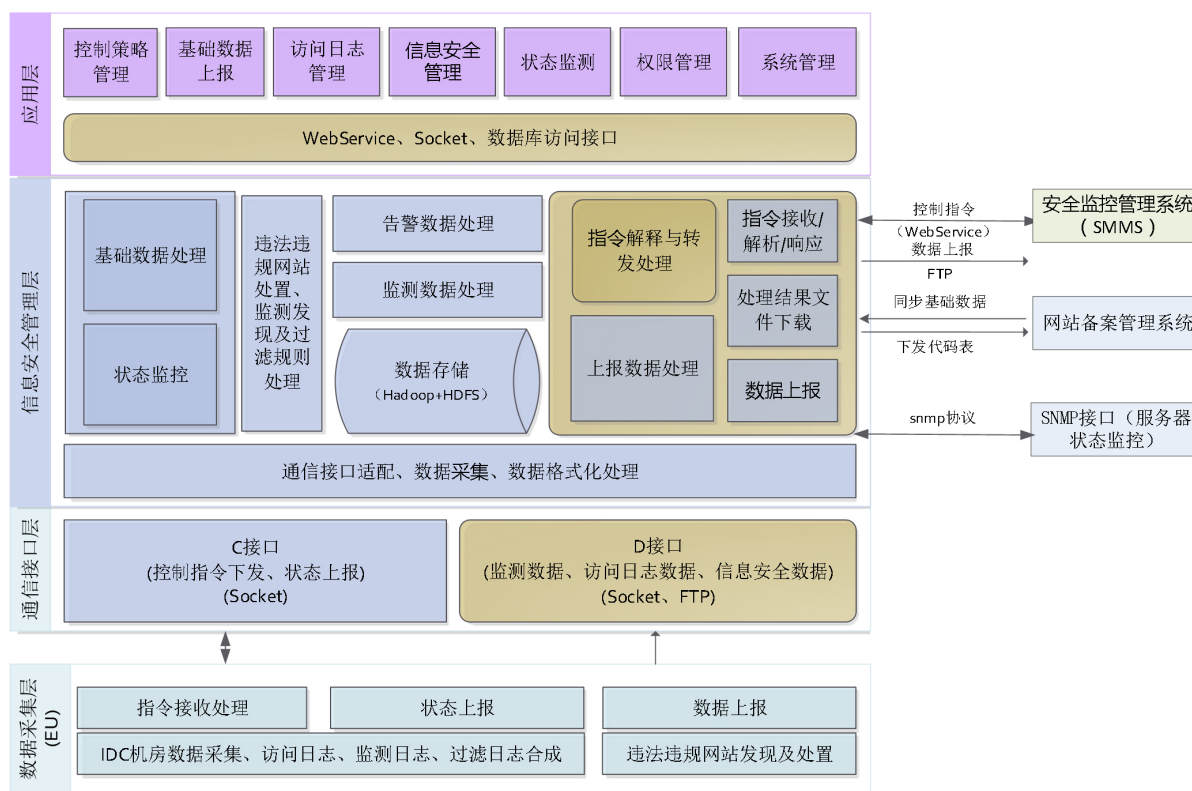 应用层
控制策略
管理
基础数据
上报
访问日志
管理
信息安全
管理
状态监测
权限管理
系统管理
WebService、Socket、数据库访问接口
信息安全管理层
基础数据处理
状态监控
违法违
规网站
处置、
监测发
现及过
滤规则
处理
告警数据处理
监测数据处理
数据存储
（Hadoop+HDFS）
指令解释与转
发处理
上报数据处理
指令接收/
解析/响应
处理结果文
件下载
数据上报
通信接口适配、数据采集、数据格式化处理
控制指令
（WebService）
数据上报
FTP
同步基础数据
下发代码表
snmp协议
安全监控管理系统
（SMMS）
网站备案管理系统
SNMP接口（服务器
状态监控）
通信接口层
C接口
(控制指令下发、状态上报)
(Socket)
D接口
(监测数据、访问日志数据、信息安全数据)
(Socket、FTP)
数据采集层
(EU)
指令接收处理
状态上报
数据上报
IDC机房数据采集、访问日志、监测日志、过滤日志合成
违法违规网站发现及处置